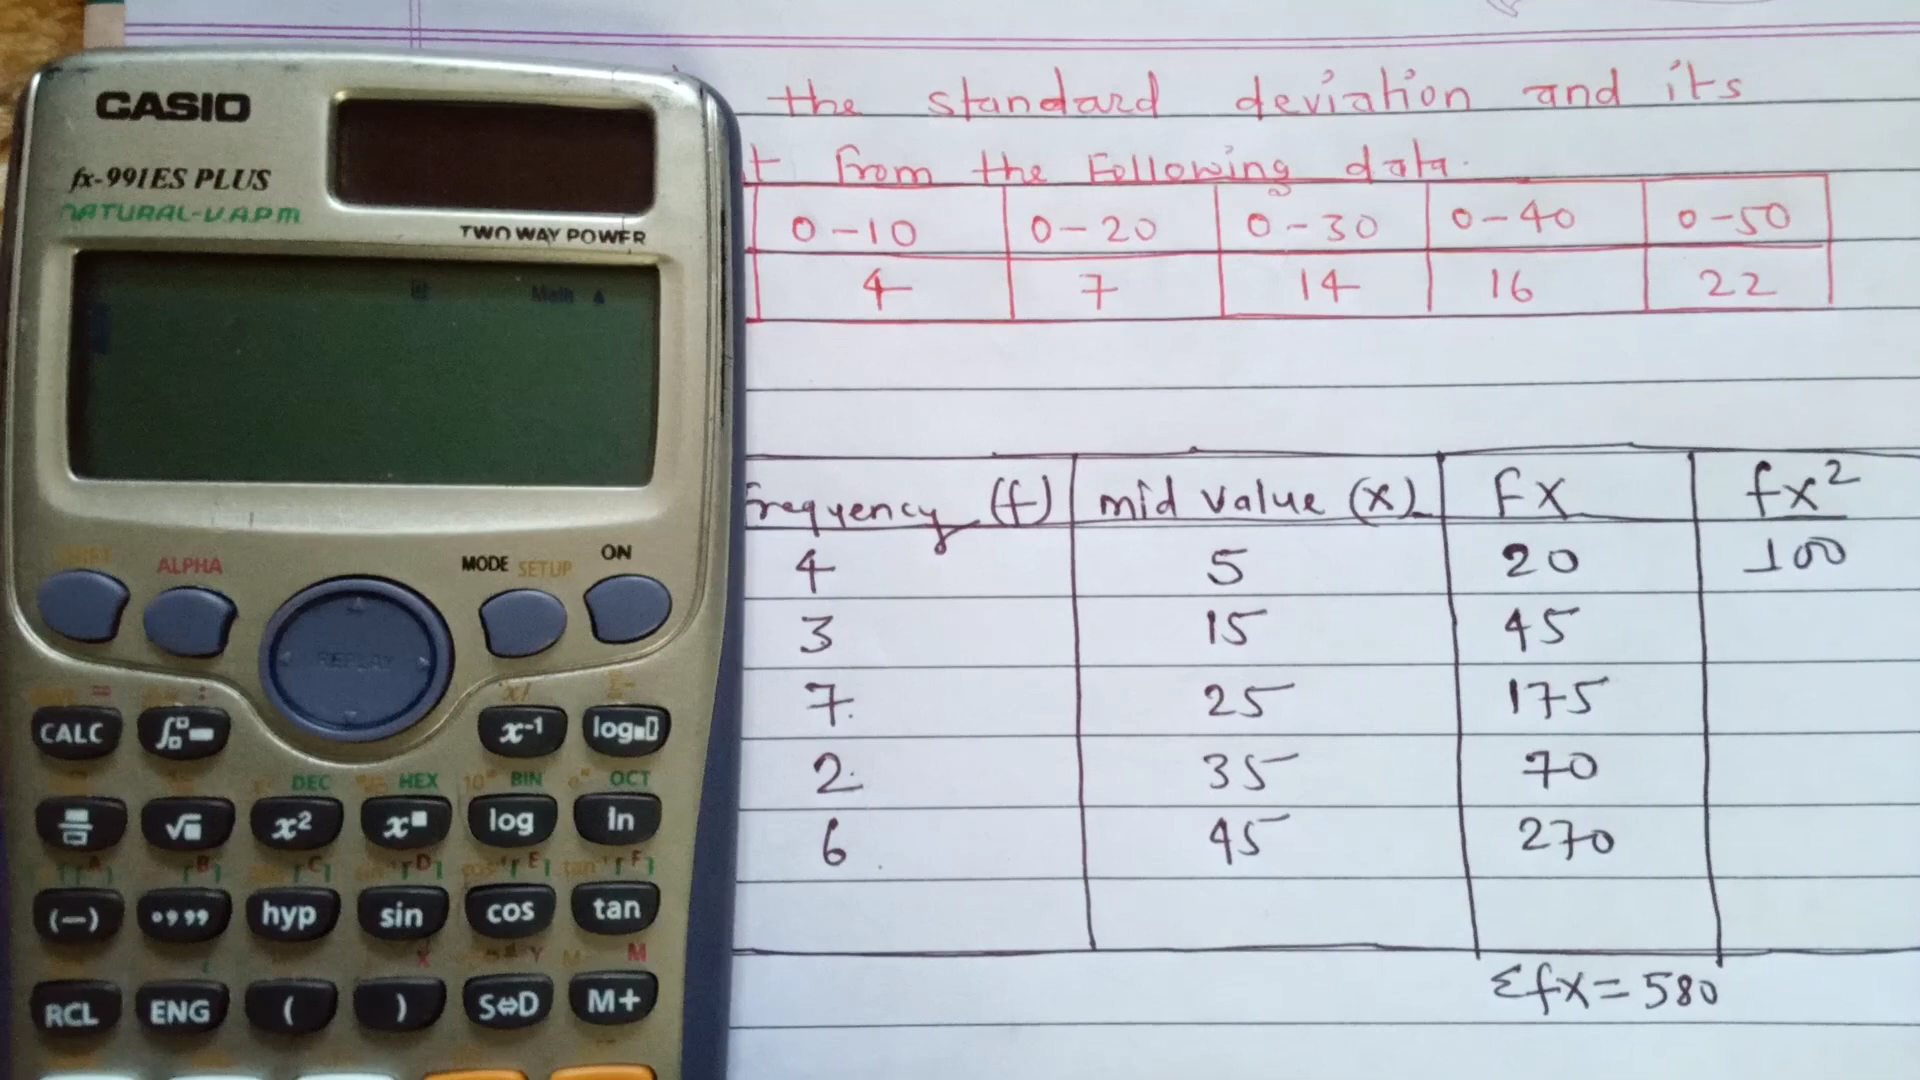 CASIO
fx-991ES PLUS
NATURAL-V.A.P.M
TWO WAY POWER
Math ▲
SHIFT ALPHA MODE SETUP ON
REPLAY
CALC x-1 log
DEC HEX BIN OCT
x² log ln
A B C D E F
(—) hyp sin cos tan
X Y M
RCL ENG ( ) S⇔D M+
the standard deviation and its
t from the Following data.
0-10 0-20 0-30 0-40 0-50
4 7 14 16 22
Frequency (f) mid value (x) FX fx²
4 5 20 100
3 15 45
7. 25 175
2. 35 70
6 45 270
Σfx = 580